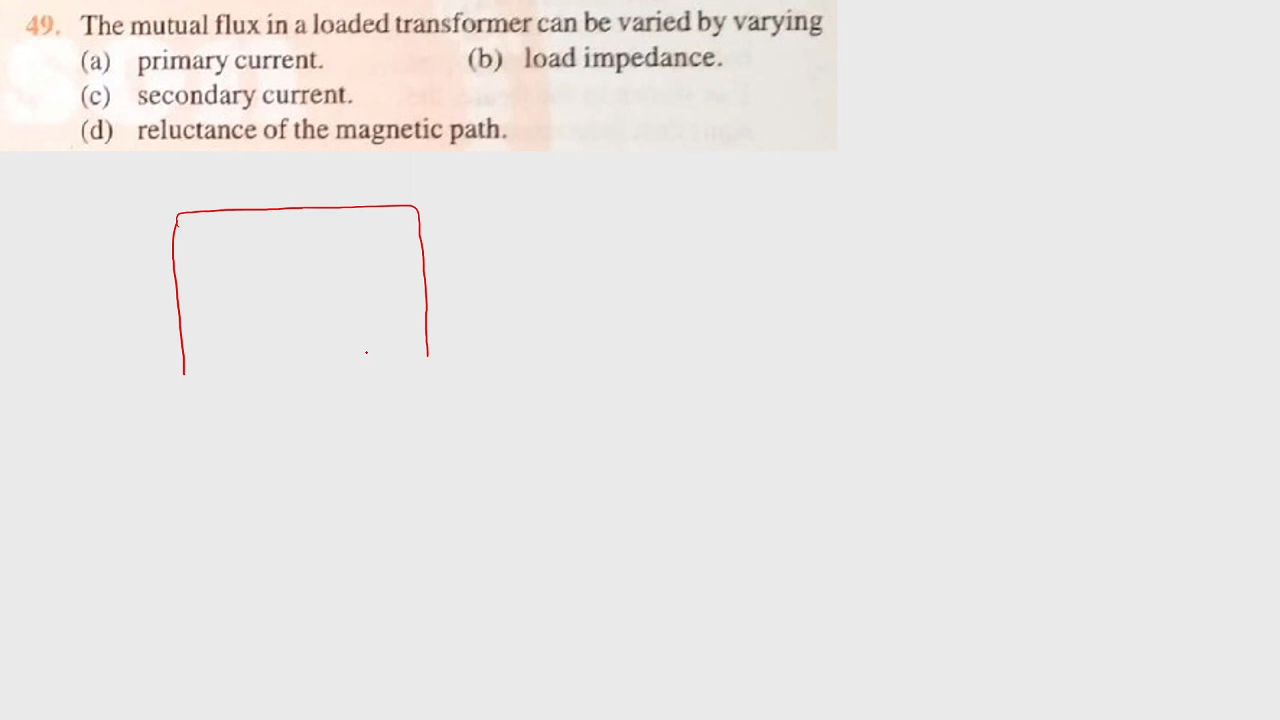 49. The mutual flux in a loaded transformer can be varied by varying
(a) primary current. (b) load impedance.
(c) secondary current.
(d) reluctance of the magnetic path.